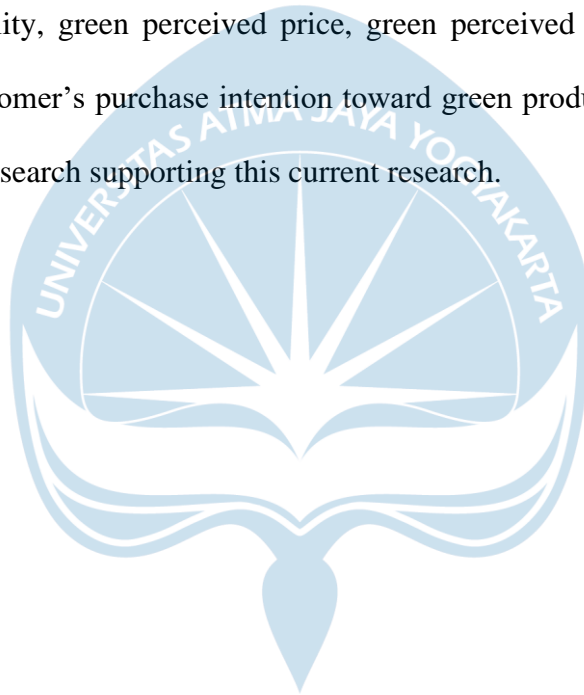 lity, green perceived price, green perceived
omer's purchase intention toward green produ
search supporting this current research.
UNIVERSITAS ATMA JAYA YOGYAKARTA